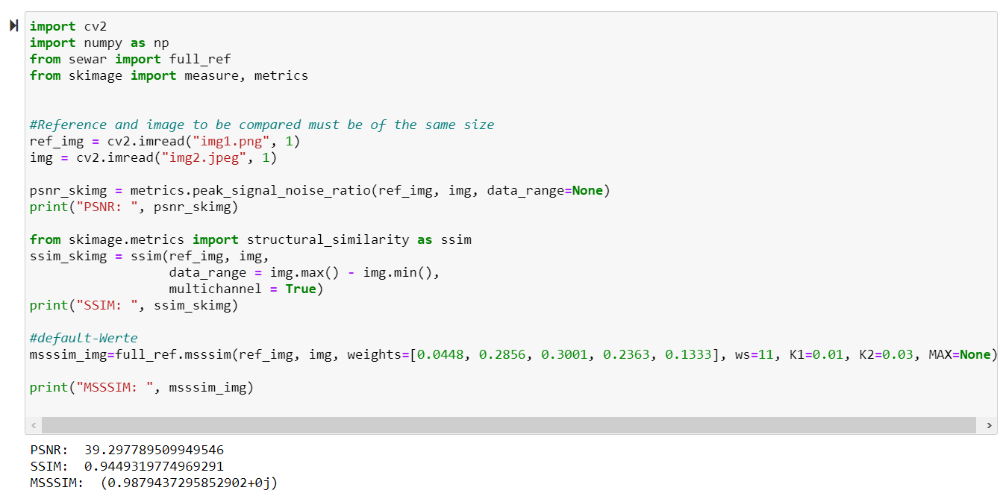 import cv2
import numpy as np
from sewar import full_ref
from skimage import measure, metrics
#Reference and image to be compared must be of the same size
ref_img = cv2.imread("img1.png", 1)
img = cv2.imread("img2.jpeg", 1)
psnr_skimg = metrics.peak_signal_noise_ratio(ref_img, img, data_range=None)
print("PSNR: ", psnr_skimg)
from skimage.metrics import structural_similarity as ssim
ssim_skimg = ssim(ref_img, img,
                  data_range = img.max() - img.min(),
                  multichannel = True)
print("SSIM: ", ssim_skimg)
#default-Werte
msssim_img=full_ref.msssim(ref_img, img, weights=[0.0448, 0.2856, 0.3001, 0.2363, 0.1333], ws=11, K1=0.01, K2=0.03, MAX=None)
print("MSSSIM: ", msssim_img)
PSNR:  39.297789509949546
SSIM:  0.9449319774969291
MSSSIM:  (0.9879437295852902+0j)